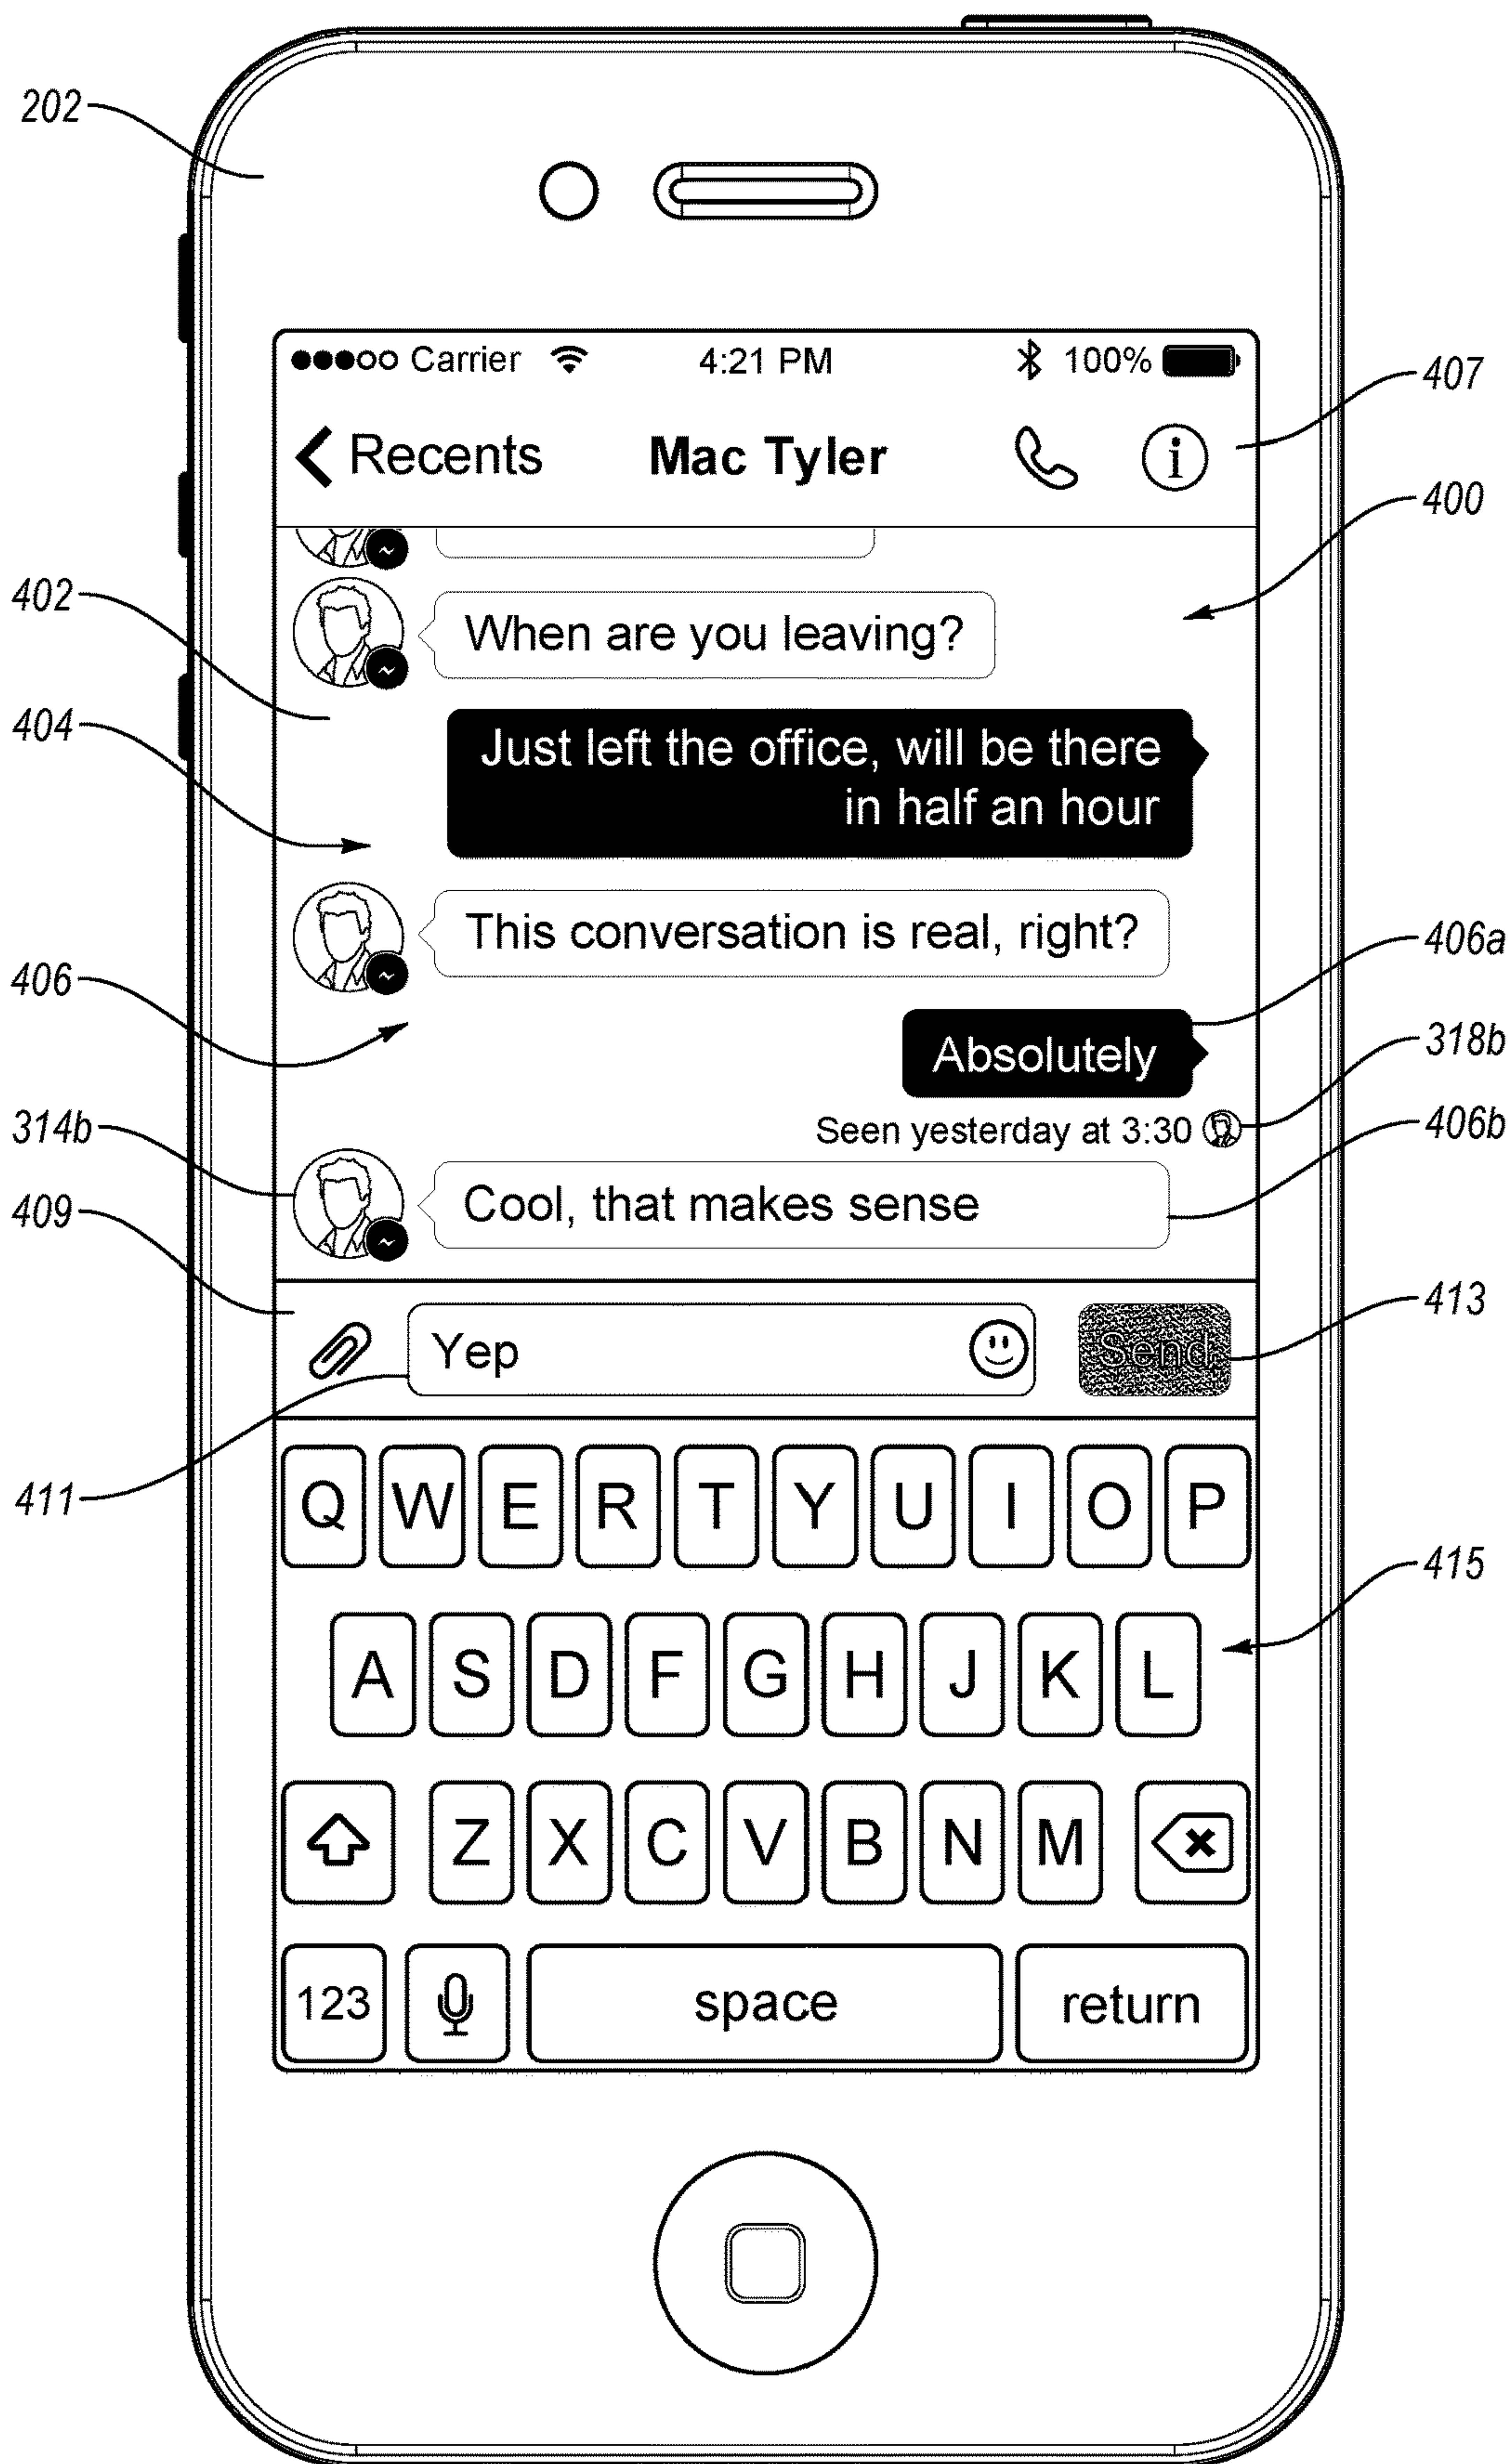 202
Carrier 4:21 PM 100%
407
Recents Mac Tyler i
400
402
When are you leaving?
404
Just left the office, will be there
in half an hour
This conversation is real, right?
406a
406
Absolutely
318b
314b
Seen yesterday at 3:30
406b
Cool, that makes sense
409
413
Yep Send
411
Q W E R T Y U I O P
415
A S D F G H J K L
Z X C V B N M
123 space return